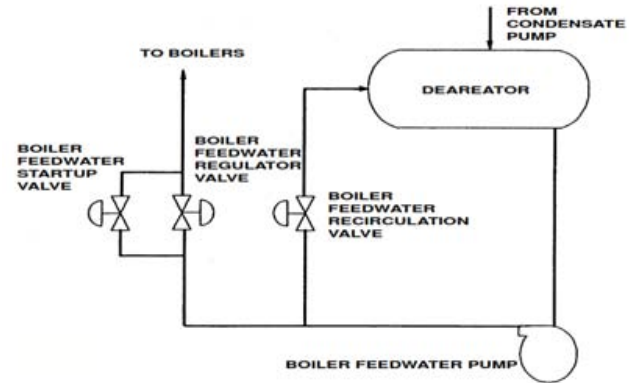 FROM
CONDENSATE
PUMP
TO BOILERS
DEAREATOR
BOILER
FEEDWATER
STARTUP
VALVE
BOILER
FEEDWATER
REGULATOR
VALVE
BOILER
FEEDWATER
RECIRCULATION
VALVE
BOILER FEEDWATER PUMP